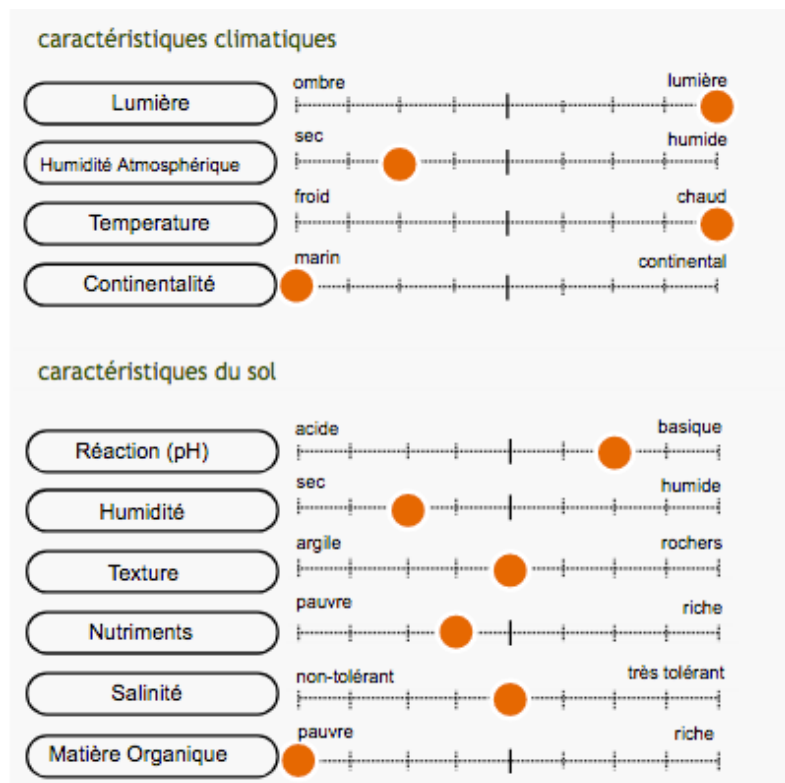 caractéristiques climatiques
ombre lumière
Lumière
sec humide
Humidité Atmosphérique
froid chaud
Temperature
marin continental
Continentalité
caractéristiques du sol
acide basique
Réaction (pH)
sec humide
Humidité
argile rochers
Texture
pauvre riche
Nutriments
non-tolérant très tolérant
Salinité
pauvre riche
Matière Organique